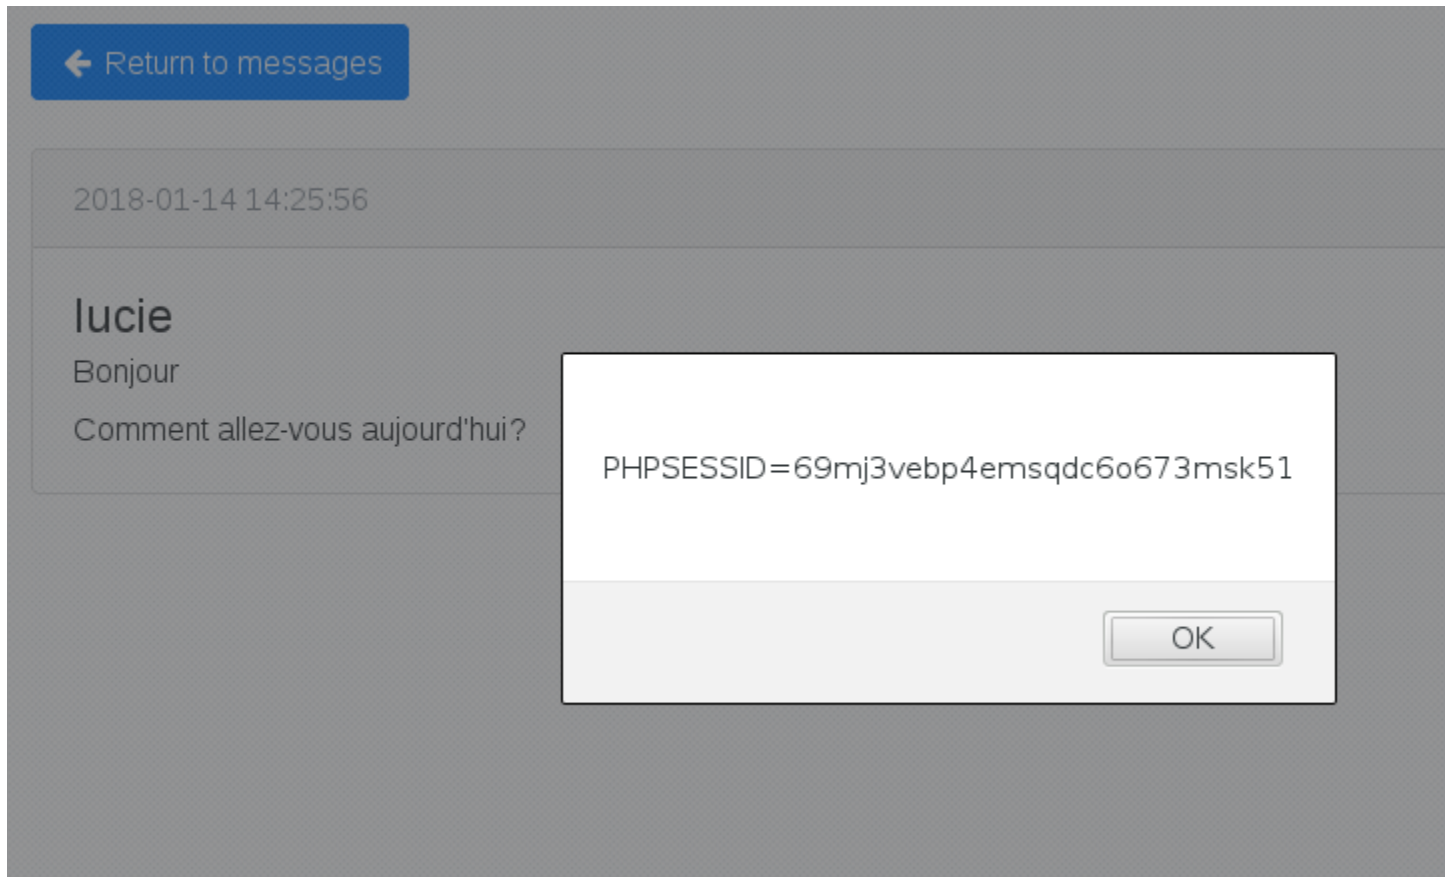 Return to messages
2018-01-14 14:25:56
lucie
Bonjour
Comment allez-vous aujourd'hui?
PHPSESSID=69mj3vebp4emsqdc6o673msk51
OK